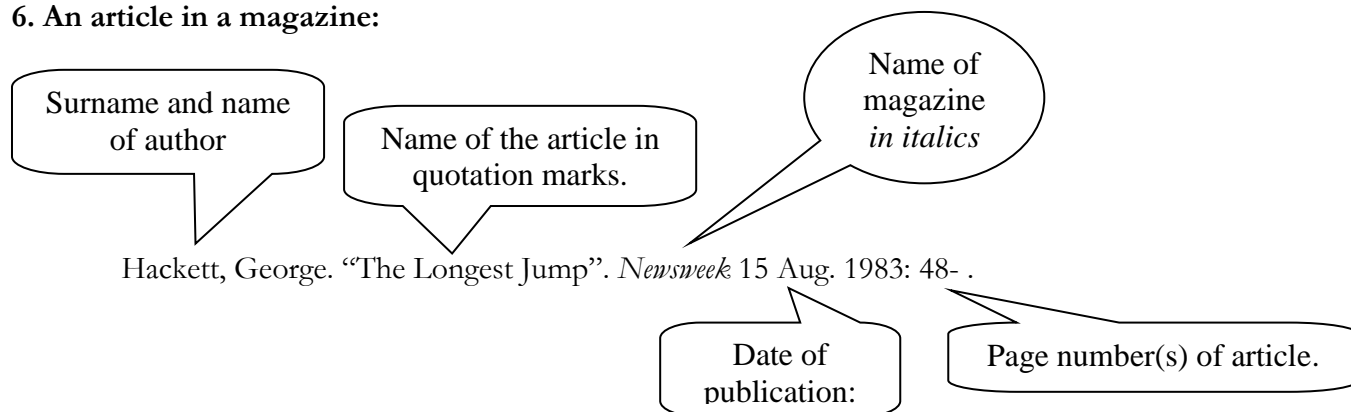 6. An article in a magazine:
Name of
magazine
in italics
Surname and name
of author
Name of the article in
quotation marks.
Hackett, George. “The Longest Jump”. Newsweek 15 Aug. 1983: 48- .
Date of
publication:
Page number(s) of article.